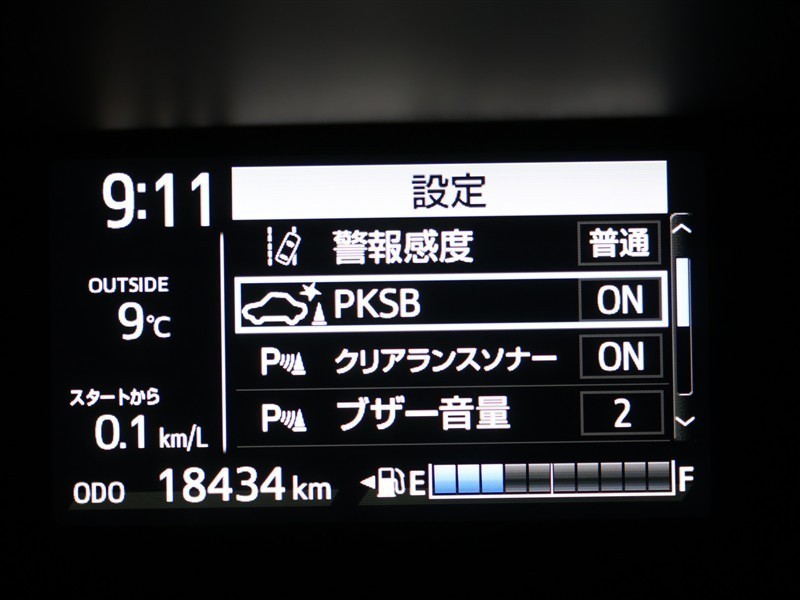 9:11
設定
警報感度 普通
OUTSIDE
9℃
PKSB ON
P クリアランスソナー ON
スタートから
0.1 km/L
P ブザー音量 2
ODO 18434 km
E F